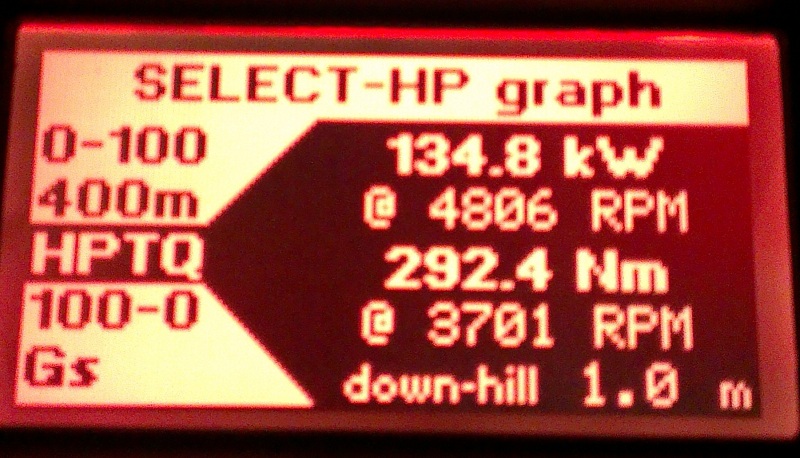 SELECT-HP graph
0-100
400m
HPTQ
100-0
Gs
134.8 kW
@ 4806 RPM
292.4 Nm
@ 3701 RPM
down-hill 1.0 m